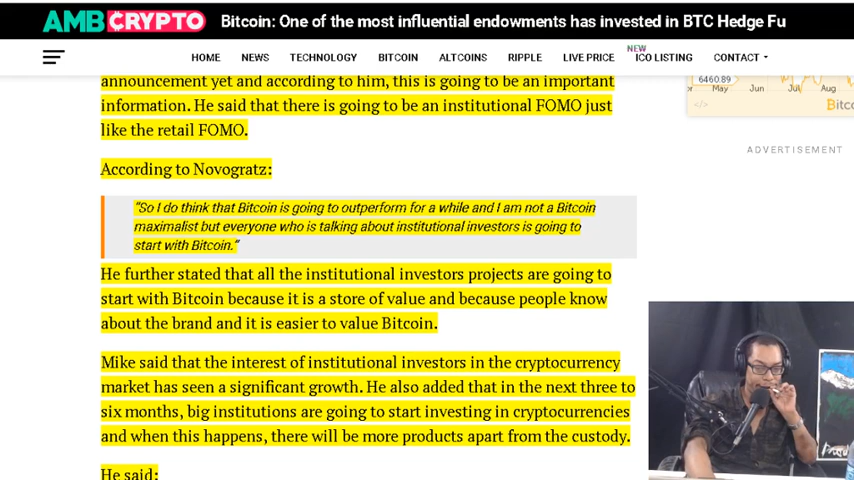 AMBCRYPTO Bitcoin: One of the most influential endowments has invested in BTC Hedge Fu
NEW
HOME NEWS TECHNOLOGY BITCOIN ALTCOINS RIPPLE LIVE PRICE ICO LISTING CONTACT
announcement yet and according to him, this is going to be an important
information. He said that there is going to be an institutional FOMO just
like the retail FOMO.
6460.89
May Jun Jul Aug
</> Bitc
ADVERTISEMENT
According to Novogratz:
“So I do think that Bitcoin is going to outperform for a while and I am not a Bitcoin
maximalist but everyone who is talking about institutional investors is going to
start with Bitcoin.”
He further stated that all the institutional investors projects are going to
start with Bitcoin because it is a store of value and because people know
about the brand and it is easier to value Bitcoin.
Mike said that the interest of institutional investors in the cryptocurrency
market has seen a significant growth. He also added that in the next three to
six months, big institutions are going to start investing in cryptocurrencies
and when this happens, there will be more products apart from the custody.
He said: